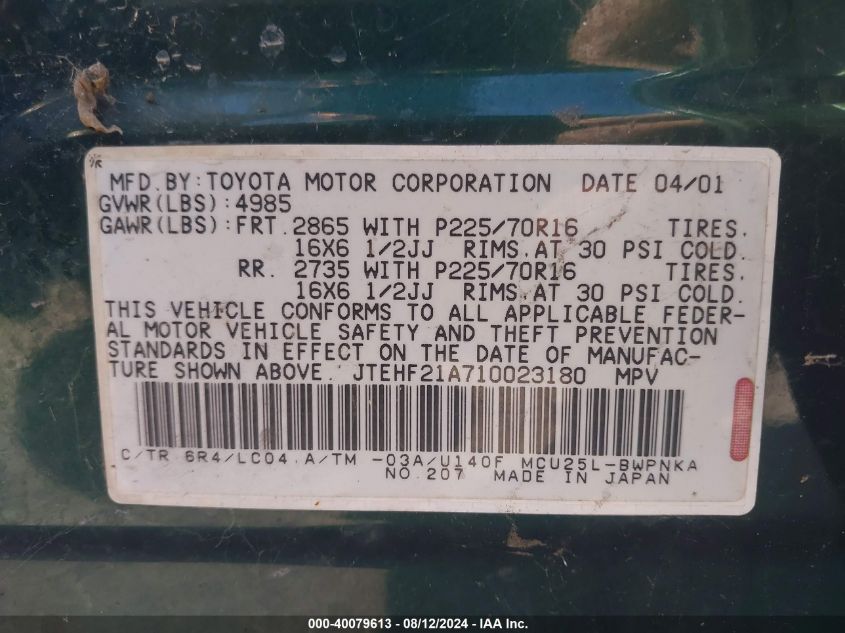 MFD.BY:TOYOTA MOTOR CORPORATION DATE 04/01
GVWR(LBS):4985
GAWR(LBS):FRT. 2865 WITH P225/70R16 TIRES.
16X6 1/2JJ RIMS.AT 30 PSI COLD.
RR. 2735 WITH P225/70R16 TIRES.
16X6 1/2JJ RIMS.AT 30 PSI COLD.
THIS VEHICLE CONFORMS TO ALL APPLICABLE FEDER-
AL MOTOR VEHICLE SAFETY AND THEFT PREVENTION
STANDARDS IN EFFECT ON THE DATE OF MANUFAC-
TURE SHOWN ABOVE. JTEHF21A710023180 MPV
C/TR 6R4/LC04.A/TM -03A/U140F MCU25L-BWPNKA
NO.207 MADE IN JAPAN
000-40079613 - 08/12/2024 - IAA Inc.